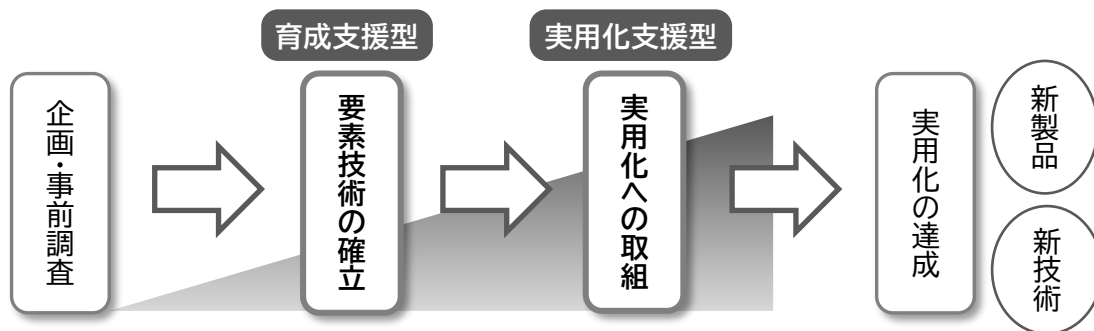 育成支援型
実用化支援型
企画・事前調査
要素技術の確立
実用化への取組
実用化の達成
新製品
新技術